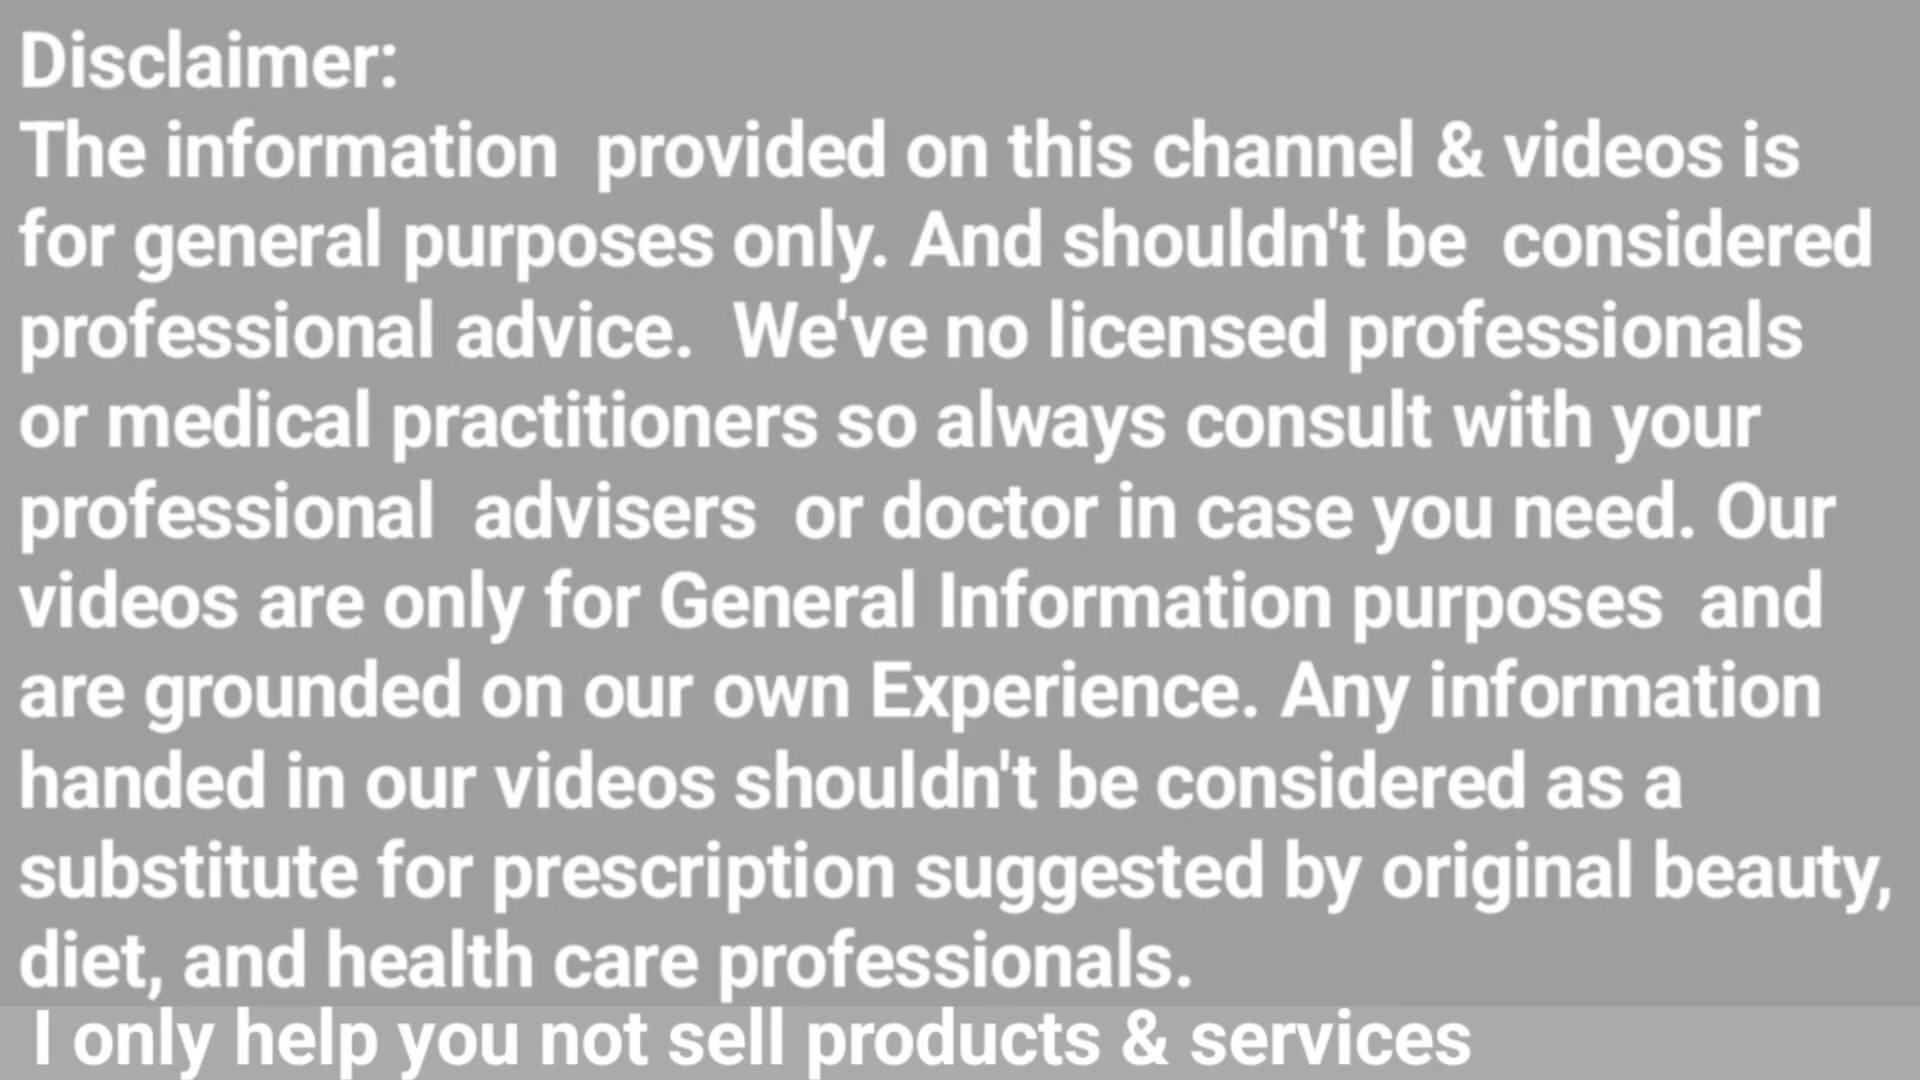 Disclaimer:
The information  provided on this channel & videos is
for general purposes only. And shouldn't be  considered
professional advice.  We've no licensed professionals
or medical practitioners so always consult with your
professional  advisers  or doctor in case you need. Our
videos are only for General Information purposes  and
are grounded on our own Experience. Any information
handed in our videos shouldn't be considered as a
substitute for prescription suggested by original beauty,
diet, and health care professionals.
I only help you not sell products & services